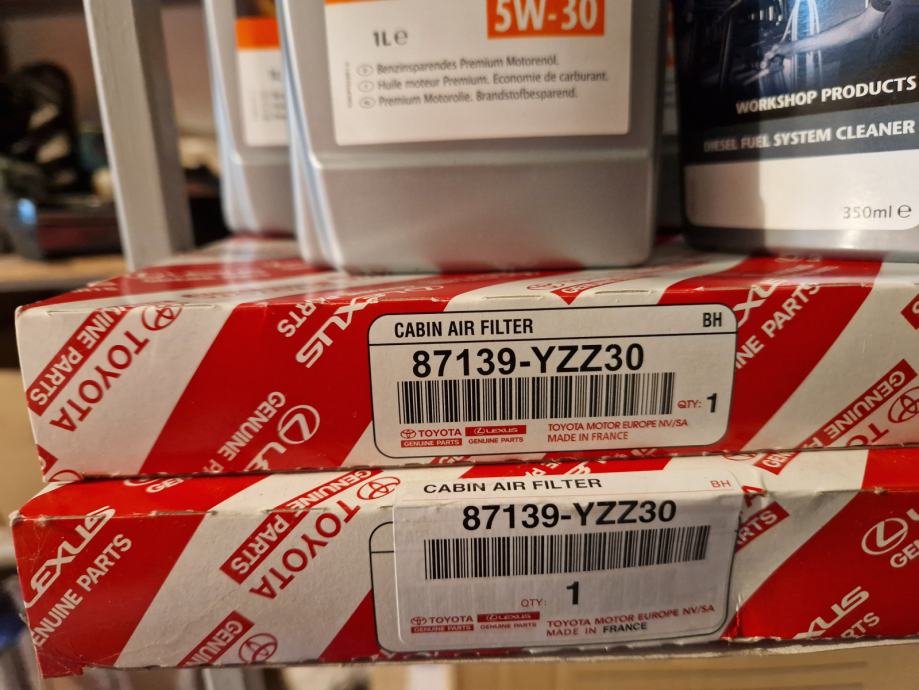 5W-30
1L ℮
Benzinsparendes Premium Motorenöl.
Huile moteur Premium. Economie de carburant.
Premium Motorolie. Brandstofbesparend.
WORKSHOP PRODUCTS
DIESEL FUEL SYSTEM CLEANER
350ml ℮
TOYOTA
GENUINE PARTS
LEXUS
GENUINE PARTS
LEXUS
CABIN AIR FILTER BH
87139-YZZ30
QTY: 1
TOYOTA LEXUS TOYOTA MOTOR EUROPE NV/SA
GENUINE PARTS GENUINE PARTS MADE IN FRANCE
GENUINE PARTS
LEXUS
GENUINE PARTS
TOYOTA
GENUINE PARTS
CABIN AIR FILTER BH
87139-YZZ30
QTY: 1
TOYOTA LEXUS TOYOTA MOTOR EUROPE NV/SA
GENUINE PARTS GENUINE PARTS MADE IN FRANCE
LEXUS